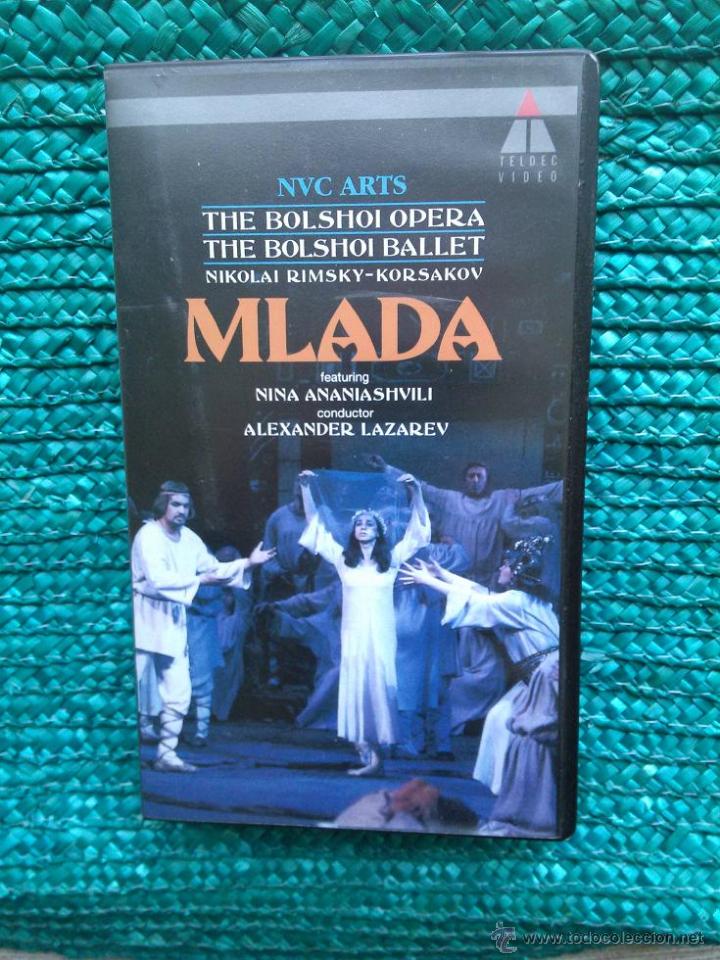 TELDEC
VIDEO
NVC ARTS
THE BOLSHOI OPERA
THE BOLSHOI BALLET
NIKOLAI RIMSKY-KORSAKOV
MLADA
featuring
NINA ANANIASHVILI
conductor
ALEXANDER LAZAREV
© www.todocoleccion.net